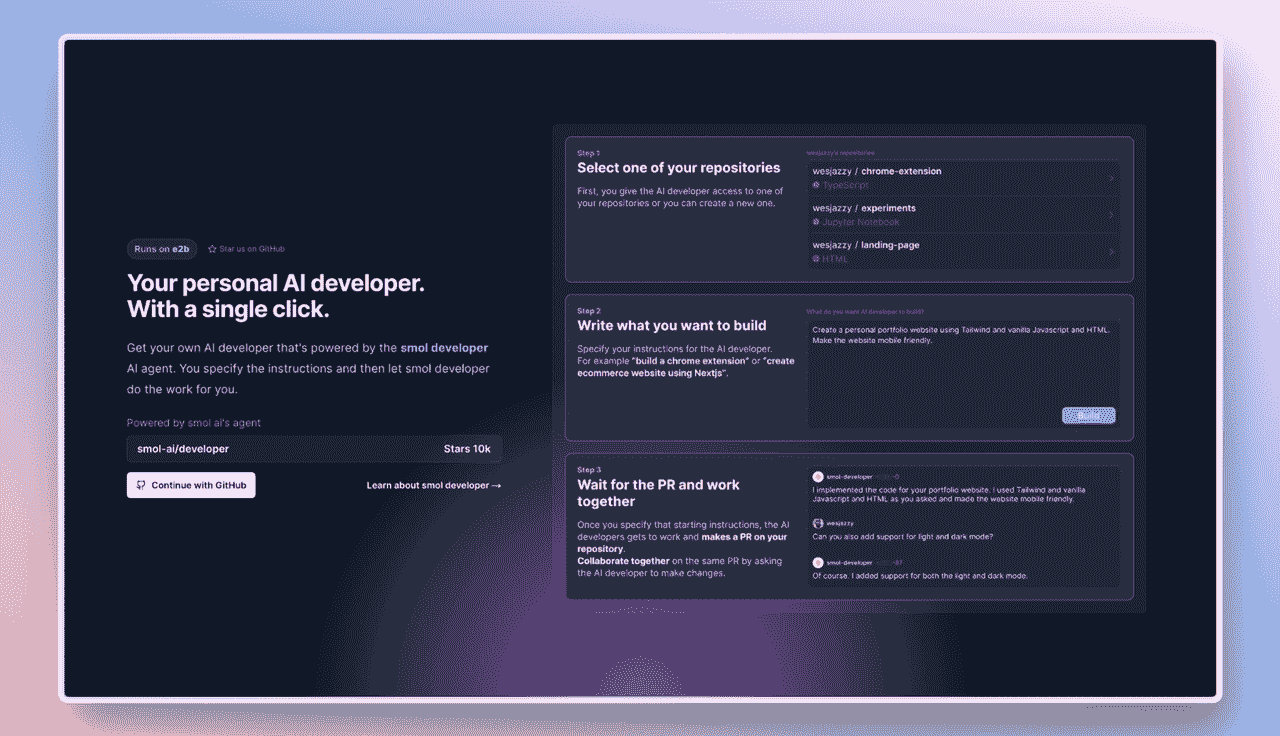 Runs on e2b
Star us on GitHub
Your personal AI developer.
With a single click.
Get your own AI developer that's powered by the smol developer
AI agent. You specify the instructions and then let smol developer
do the work for you.
Powered by smol ai's agent
smol-ai/developer
Stars 10k
Continue with GitHub
Learn about smol developer →
Step 1
Select one of your repositories
First, you give the AI developer access to one of
your repositories or you can create a new one.
wesjazzy's repositories
wesjazzy / chrome-extension
TypeScript
wesjazzy / experiments
Jupyter Notebook
wesjazzy / landing-page
HTML
Step 2
Write what you want to build
Specify your instructions for the AI developer.
For example "build a chrome extension" or "create
ecommerce website using Nextjs".
What do you want AI developer to build?
Create a personal portfolio website using Tailwind and vanilla Javascript and HTML.
Make the website mobile friendly.
Build
Step 3
Wait for the PR and work
together
Once you specify that starting instructions, the AI
developers gets to work and makes a PR on your
repository.
Collaborate together on the same PR by asking
the AI developer to make changes.
smol-developer
I implemented the code for your portfolio website. I used Tailwind and vanilla
Javascript and HTML as you asked and made the website mobile friendly.
wesjazzy
Can you also add support for light and dark mode?
smol-developer
Of course. I added support for both the light and dark mode.